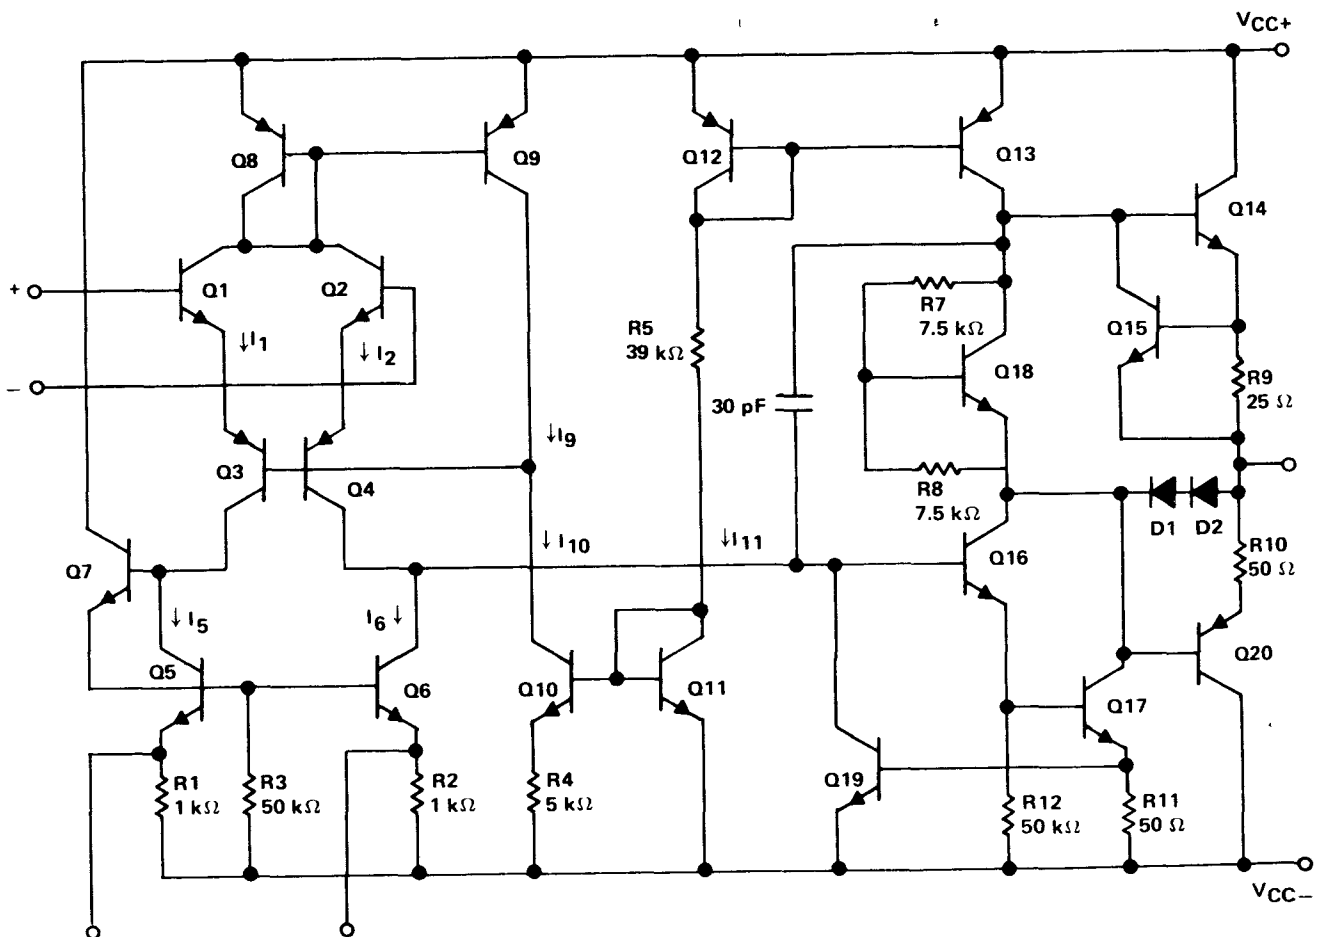 VCC+
Q8
Q9
Q12
Q13
Q14
+
Q1
Q2
↓I1
↓I2
R5
39 kΩ
R7
7.5 kΩ
Q15
Q18
R9
25 Ω
−
30 pF
↓I9
Q3
Q4
R8
7.5 kΩ
D1
D2
↓I10
↓I11
Q16
R10
50 Ω
Q7
↓I5
I6↓
Q5
Q6
Q10
Q11
Q20
Q17
R1
1 kΩ
R3
50 kΩ
R2
1 kΩ
R4
5 kΩ
Q19
R12
50 kΩ
R11
50 Ω
VCC−